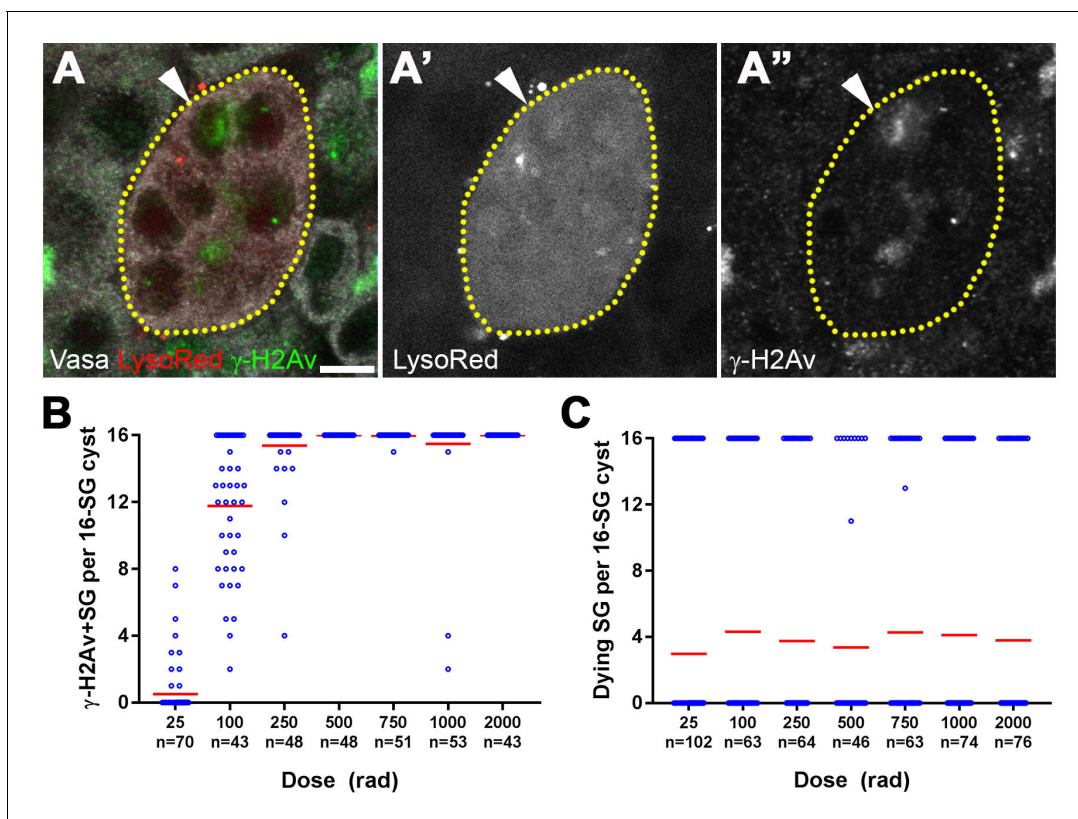 A
A'
A"
Vasa LysoRed γ-H2Av
LysoRed
γ-H2Av
B
γ-H2Av+SG per 16-SG cyst
16
12
8
4
0
25 100 250 500 750 1000 2000
n=70 n=43 n=48 n=48 n=51 n=53 n=43
Dose (rad)
C
Dying SG per 16-SG cyst
16
12
8
4
0
25 100 250 500 750 1000 2000
n=102 n=63 n=64 n=46 n=63 n=74 n=76
Dose (rad)